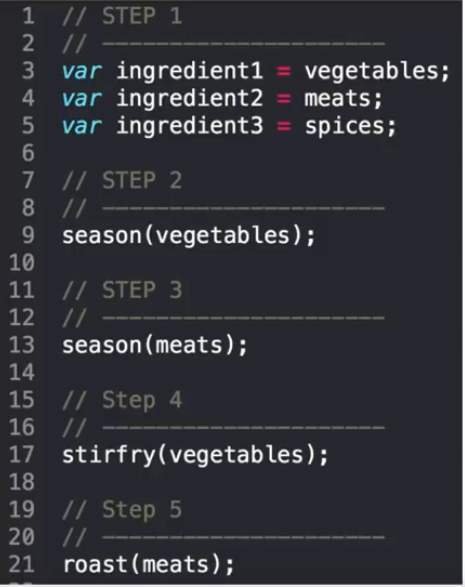 1 // STEP 1
2 // ----------------------
3 var ingredient1 = vegetables;
4 var ingredient2 = meats;
5 var ingredient3 = spices;
6
7 // STEP 2
8 // ----------------------
9 season(vegetables);
10
11 // STEP 3
12 // ----------------------
13 season(meats);
14
15 // Step 4
16 // ----------------------
17 stirfry(vegetables);
18
19 // Step 5
20 // ----------------------
21 roast(meats);